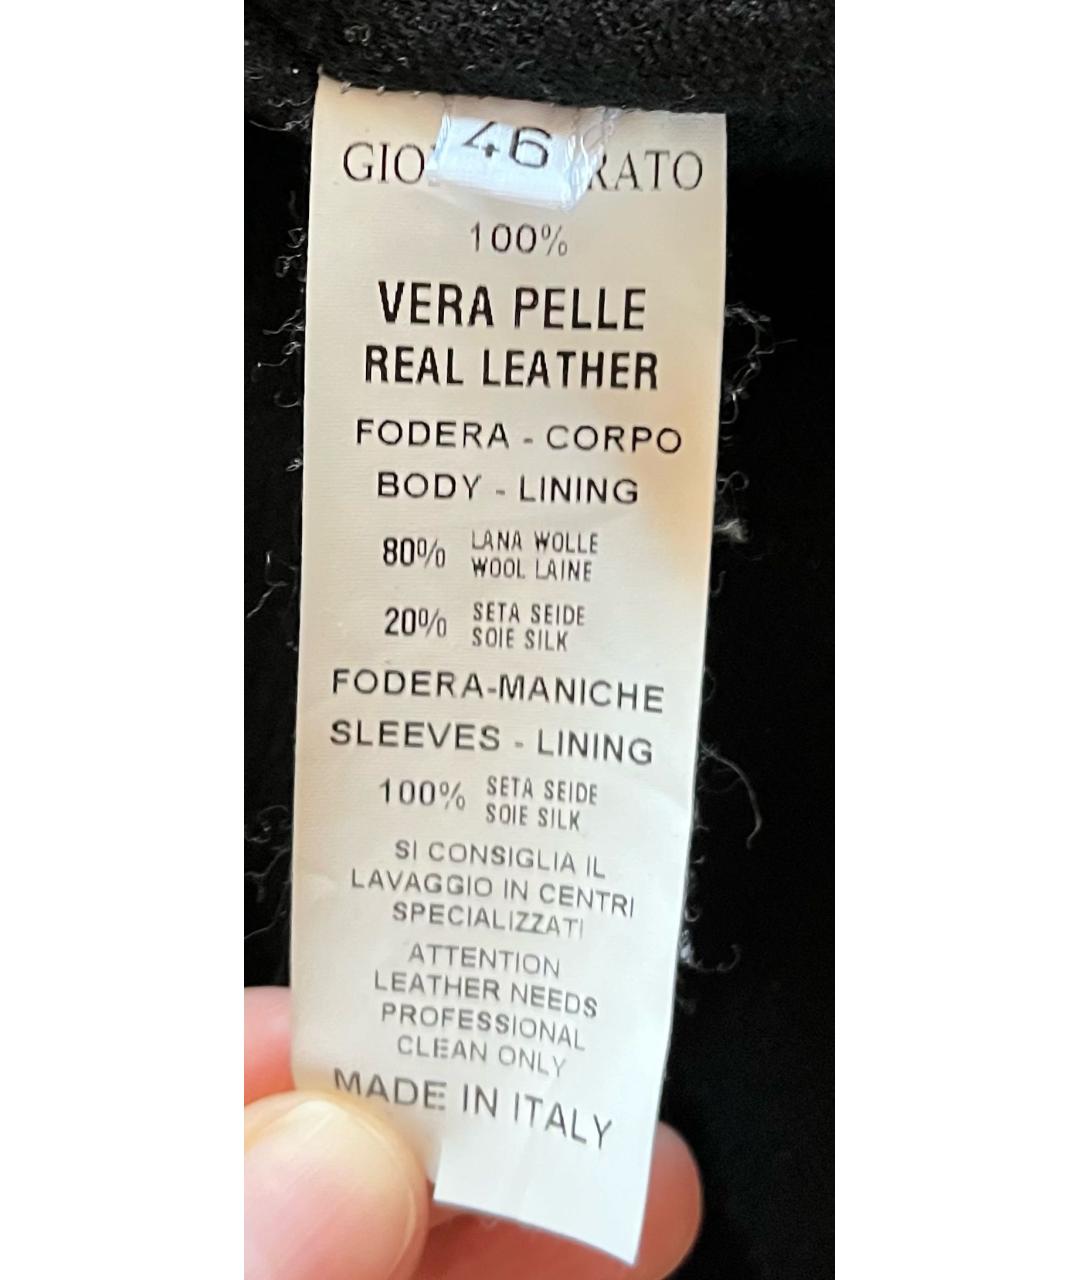 46
GIO RATO
100%
VERA PELLE
REAL LEATHER
FODERA - CORPO
BODY - LINING
80% LANA WOLLE
WOOL LAINE
20% SETA SEIDE
SOIE SILK
FODERA-MANICHE
SLEEVES - LINING
100% SETA SEIDE
SOIE SILK
SI CONSIGLIA IL
LAVAGGIO IN CENTRI
SPECIALIZZATI
ATTENTION
LEATHER NEEDS
PROFESSIONAL
CLEAN ONLY
MADE IN ITALY